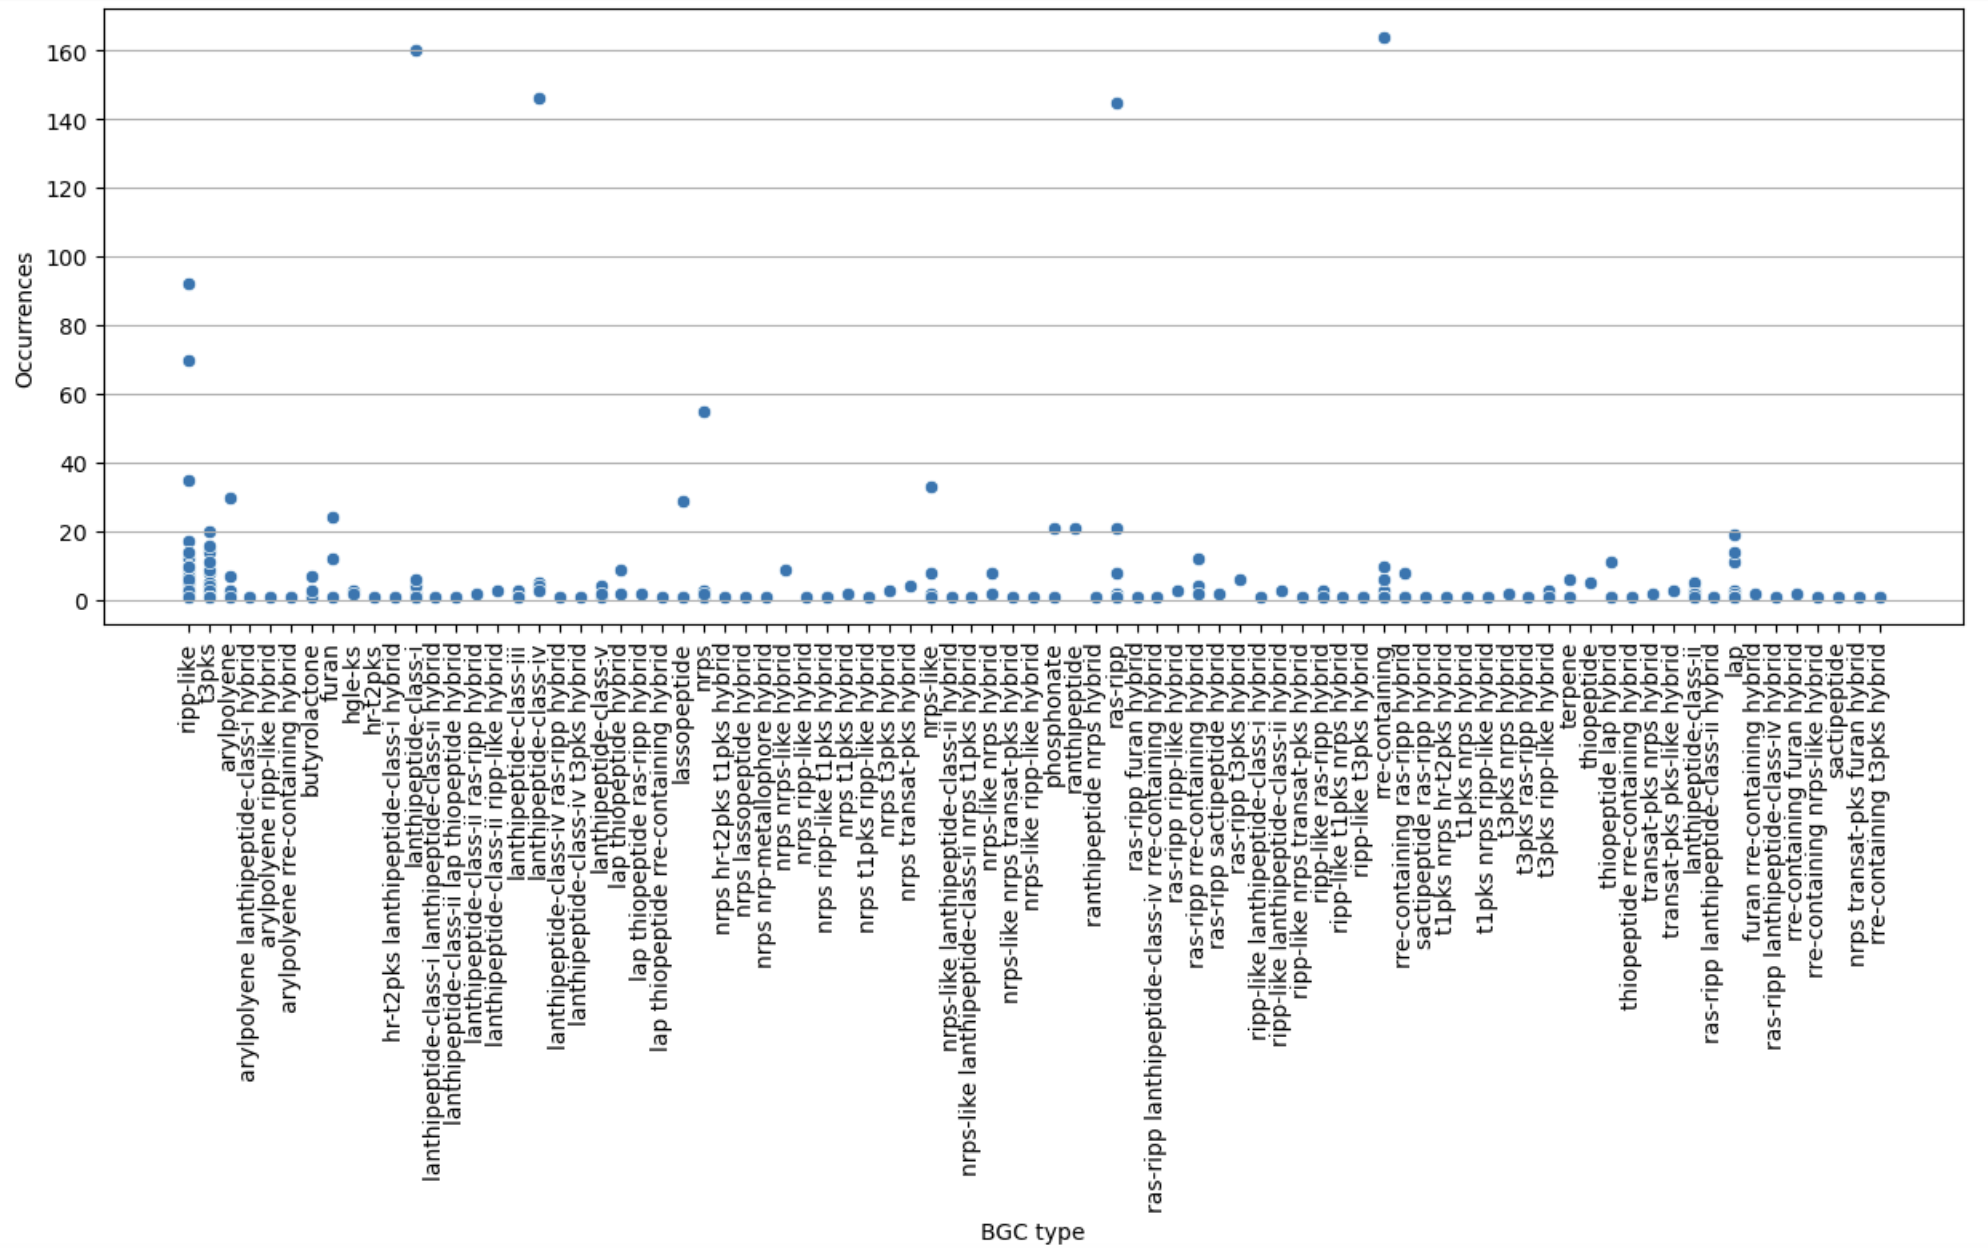 160
140
120
100
80
60
40
20
0
Occurrences
ripp-like
t3pks
arylpolyene
arylpolyene lanthipeptide-class-i hybrid
arylpolyene ripp-like hybrid
arylpolyene rre-containing hybrid
butyrolactone
furan
hgle-ks
hr-t2pks
hr-t2pks lanthipeptide-class-i hybrid
lanthipeptide-class-i
lanthipeptide-class-i lanthipeptide-class-ii hybrid
lanthipeptide-class-ii lap thiopeptide hybrid
lanthipeptide-class-ii ras-ripp hybrid
lanthipeptide-class-ii ripp-like hybrid
lanthipeptide-class-iii
lanthipeptide-class-iv
lanthipeptide-class-iv ras-ripp hybrid
lanthipeptide-class-iv t3pks hybrid
lanthipeptide-class-v
lap thiopeptide hybrid
lap thiopeptide ras-ripp hybrid
lap thiopeptide rre-containing hybrid
lassopeptide
nrps
nrps hr-t2pks t1pks hybrid
nrps lassopeptide hybrid
nrps nrp-metallophore hybrid
nrps nrps-like hybrid
nrps ripp-like hybrid
nrps ripp-like t1pks hybrid
nrps t1pks hybrid
nrps t1pks ripp-like hybrid
nrps t3pks hybrid
nrps transat-pks hybrid
nrps-like
nrps-like lanthipeptide-class-ii hybrid
nrps-like lanthipeptide-class-ii nrps t1pks hybrid
nrps-like nrps hybrid
nrps-like nrps transat-pks hybrid
nrps-like ripp-like hybrid
phosphonate
ranthipeptide
ranthipeptide nrps hybrid
ras-ripp
ras-ripp furan hybrid
ras-ripp lanthipeptide-class-iv rre-containing hybrid
ras-ripp ripp-like hybrid
ras-ripp rre-containing hybrid
ras-ripp sactipeptide hybrid
ras-ripp t3pks hybrid
ripp-like lanthipeptide-class-i hybrid
ripp-like lanthipeptide-class-ii hybrid
ripp-like nrps transat-pks hybrid
ripp-like ras-ripp hybrid
ripp-like t1pks nrps hybrid
ripp-like t3pks hybrid
rre-containing
rre-containing ras-ripp hybrid
sactipeptide ras-ripp hybrid
t1pks nrps hr-t2pks hybrid
t1pks nrps hybrid
t1pks nrps ripp-like hybrid
t3pks nrps hybrid
t3pks ras-ripp hybrid
t3pks ripp-like hybrid
terpene
thiopeptide
thiopeptide lap hybrid
thiopeptide rre-containing hybrid
transat-pks nrps hybrid
transat-pks pks-like hybrid
lanthipeptide-class-ii
ras-ripp lanthipeptide-class-ii hybrid
lap
furan rre-containing hybrid
ras-ripp lanthipeptide-class-iv hybrid
rre-containing furan hybrid
rre-containing nrps-like hybrid
sactipeptide
nrps transat-pks furan hybrid
rre-containing t3pks hybrid
BGC type